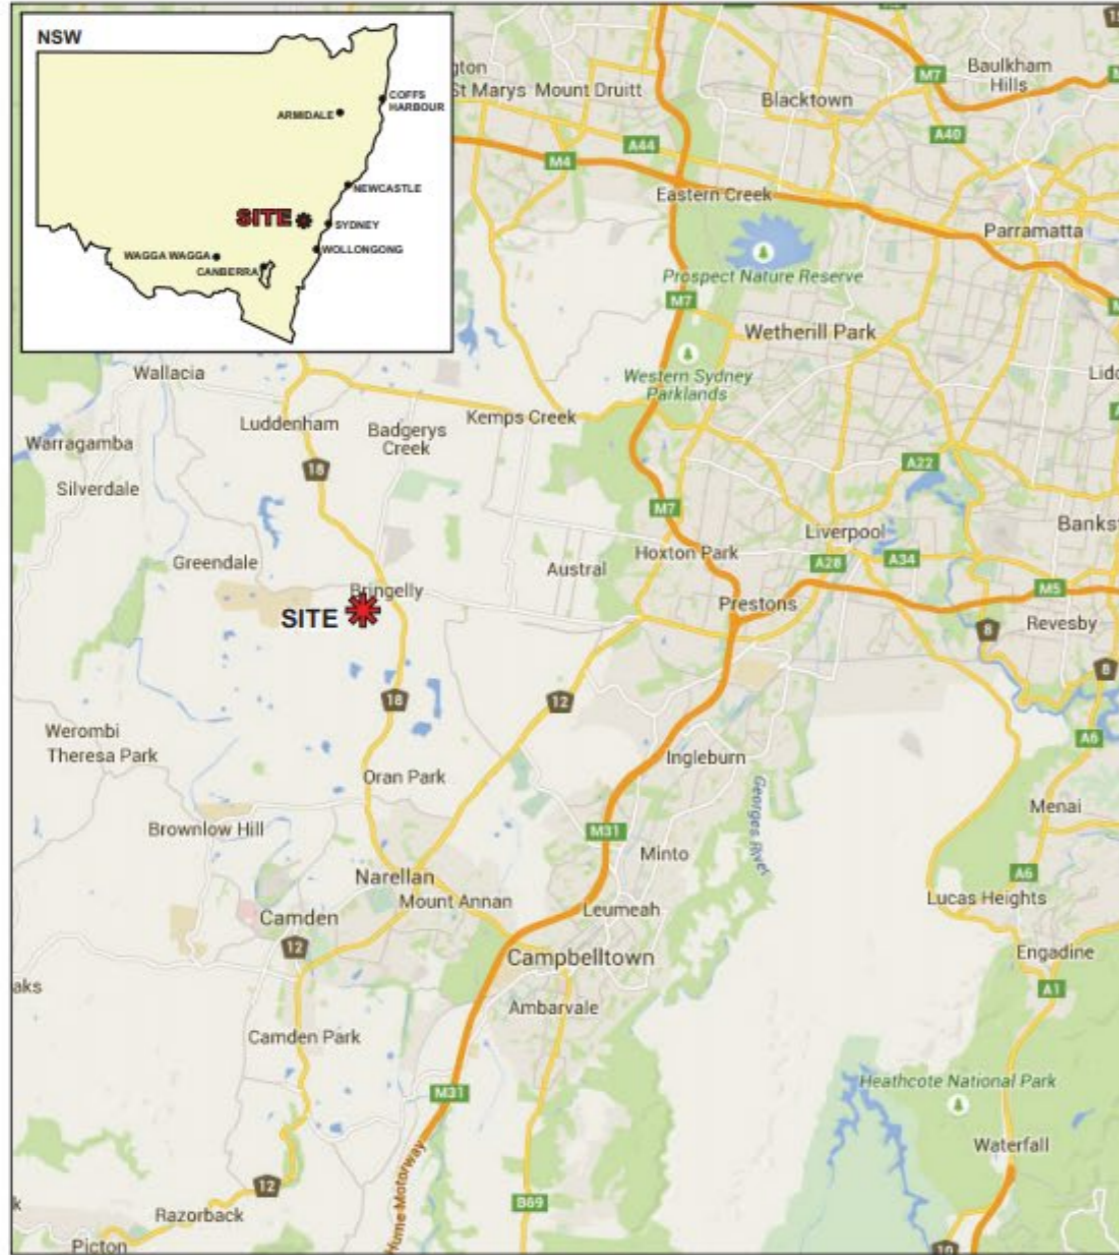 NSW
COFFS
HARBOUR
ARMIDALE
NEWCASTLE
SITE
SYDNEY
WOLLONGONG
WAGGA WAGGA
CANBERRA
gton
St Marys
Mount Druitt
Blacktown
M7
Baulkham
Hills
A40
A44
M4
Eastern Creek
Parramatta
Prospect Nature Reserve
M7
Wetherill Park
Western Sydney
Parklands
Wallacia
Luddenham
Kemps Creek
Badgerys
Creek
Warragamba
18
A22
Silverdale
M7
Liverpool
Hoxton Park
Greendale
Austral
A28
A34
Bringelly
SITE
Prestons
M5
Revesby
8
8
18
12
Werombi
Theresa Park
A6
Ingleburn
Oran Park
Georges River
Menai
Brownlow Hill
M31
Minto
Narellan
Mount Annan
A6
Lucas Heights
Camden
Leumeah
12
Campbelltown
Engadine
aks
A1
Ambarvale
Camden Park
Heathcote National Park
M31
Waterfall
Hume Motorway
12
B69
Razorback
Picton